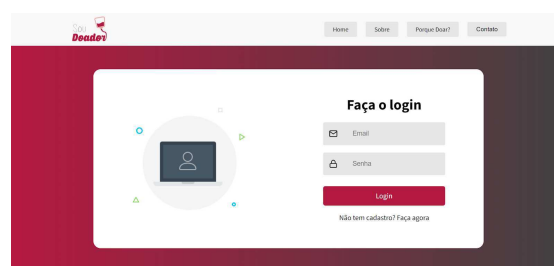 Sou
Doador
Home
Sobre
Porque Doar?
Contato
Faça o login
Email
Senha
Login
Não tem cadastro? Faça agora